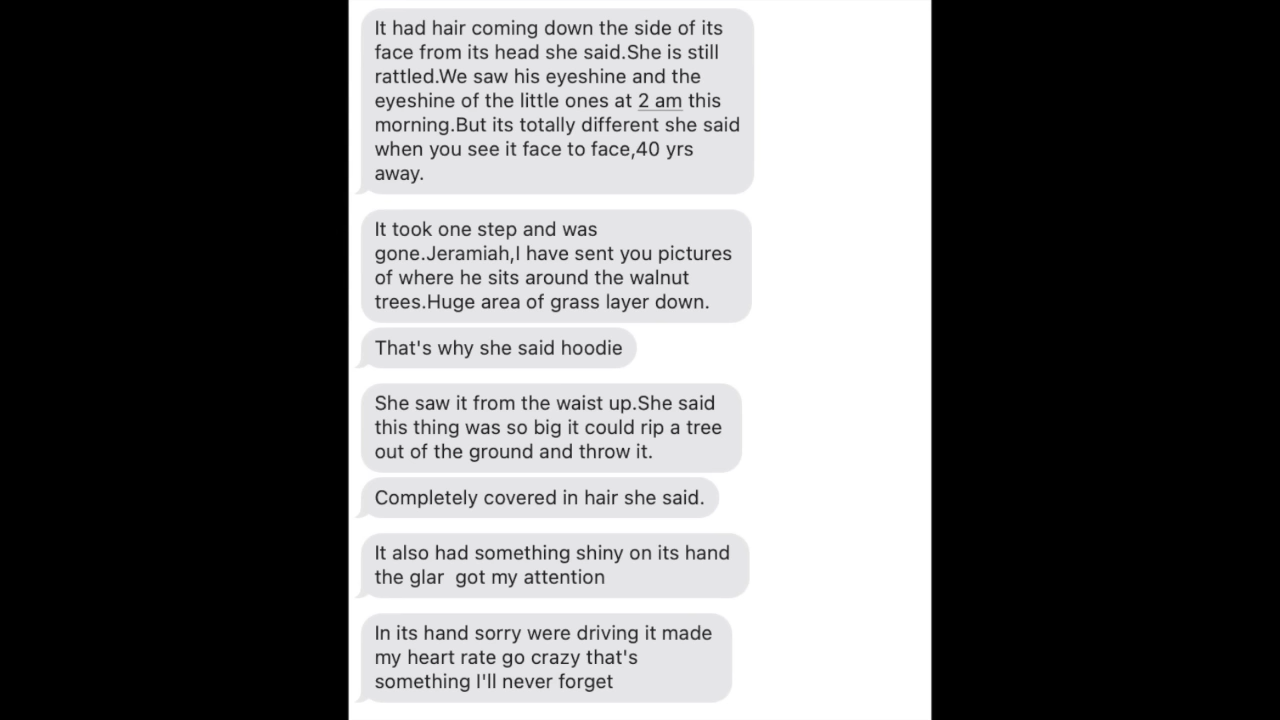 It had hair coming down the side of its
face from its head she said.She is still
rattled.We saw his eyeshine and the
eyeshine of the little ones at 2 am this
morning.But its totally different she said
when you see it face to face,40 yrs
away.
It took one step and was
gone.Jeramiah,I have sent you pictures
of where he sits around the walnut
trees.Huge area of grass layer down.
That's why she said hoodie
She saw it from the waist up.She said
this thing was so big it could rip a tree
out of the ground and throw it.
Completely covered in hair she said.
It also had something shiny on its hand
the glar  got my attention
In its hand sorry were driving it made
my heart rate go crazy that's
something I'll never forget